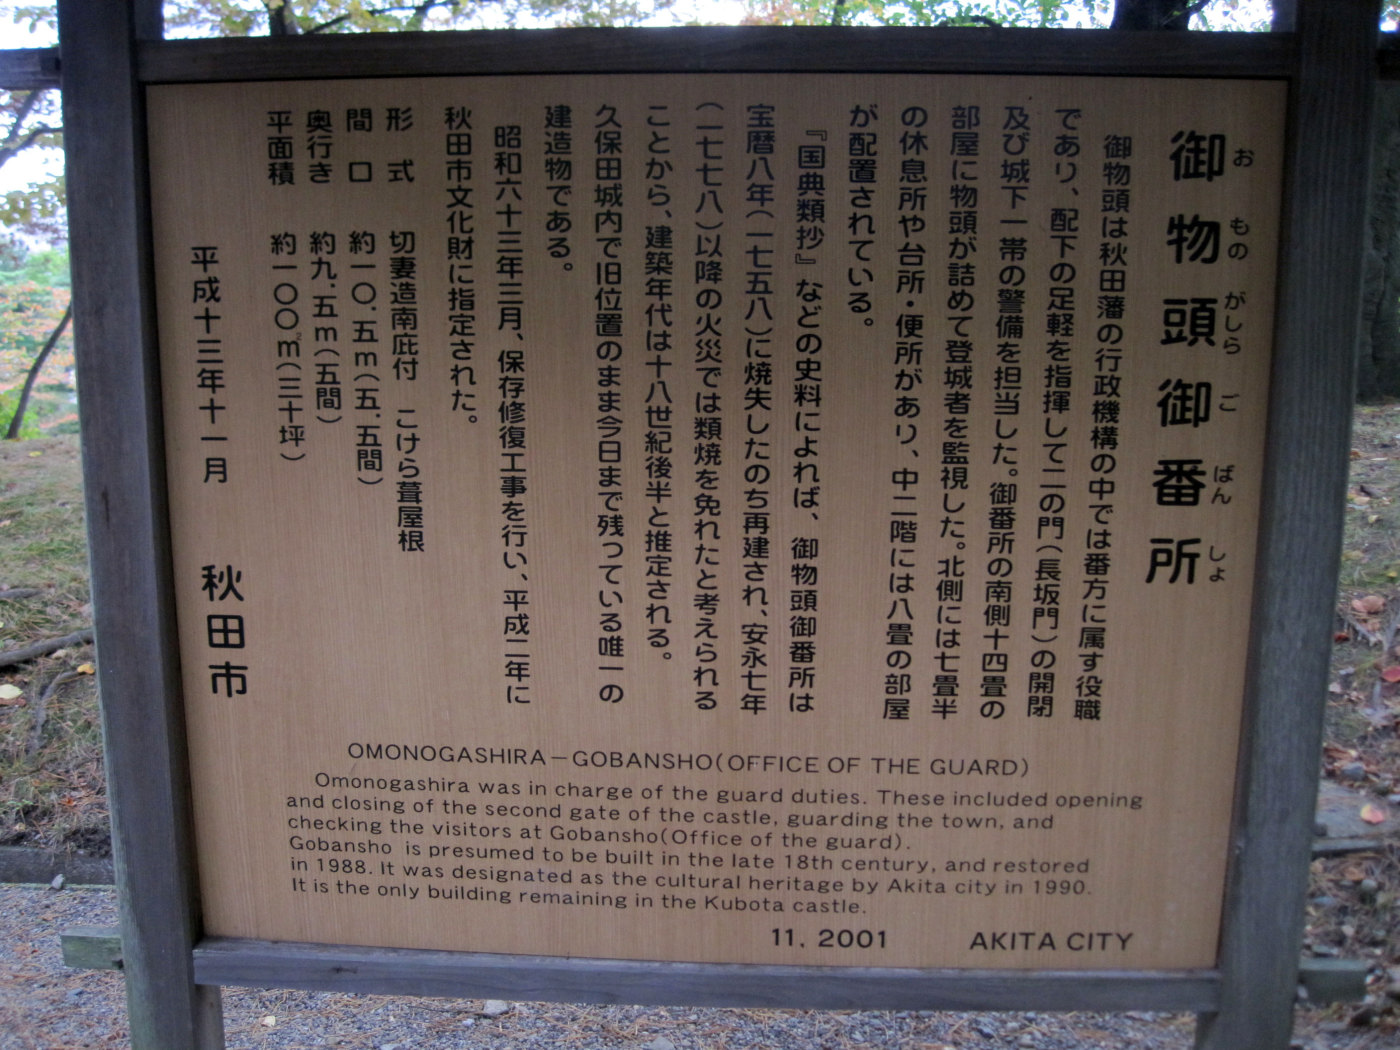 御物頭御番所
お もの がしら ご ばん しょ
御物頭は秋田藩の行政機構の中では番方に属す役職
であり、配下の足軽を指揮して二の門(長坂門)の開閉
及び城下一帯の警備を担当した。御番所の南側十四畳の
部屋に物頭が詰めて登城者を監視した。北側には七畳半
の休息所や台所・便所があり、中二階には八畳の部屋
が配置されている。
『国典類抄』などの史料によれば、御物頭御番所は
宝暦八年(一七五八)に焼失したのち再建され、安永七年
(一七七八)以降の火災では類焼を免れたと考えられる
ことから、建築年代は十八世紀後半と推定される。
久保田城内で旧位置のまま今日まで残っている唯一の
建造物である。
昭和六十三年三月、保存修復工事を行い、平成二年に
秋田市文化財に指定された。
形式 切妻造南庇付 こけら葺屋根
間口 約一〇.五m(五.五間)
奥行き 約九.五m(五間)
平面積 約一〇〇㎡(三十坪)
平成十三年十一月 秋田市
OMONOGASHIRA-GOBANSHO(OFFICE OF THE GUARD)
Omonogashira was in charge of the guard duties. These included opening
and closing of the second gate of the castle, guarding the town, and
checking the visitors at Gobansho(Office of the guard).
Gobansho is presumed to be built in the late 18th century, and restored
in 1988. It was designated as the cultural heritage by Akita city in 1990.
It is the only building remaining in the Kubota castle.
11. 2001 AKITA CITY